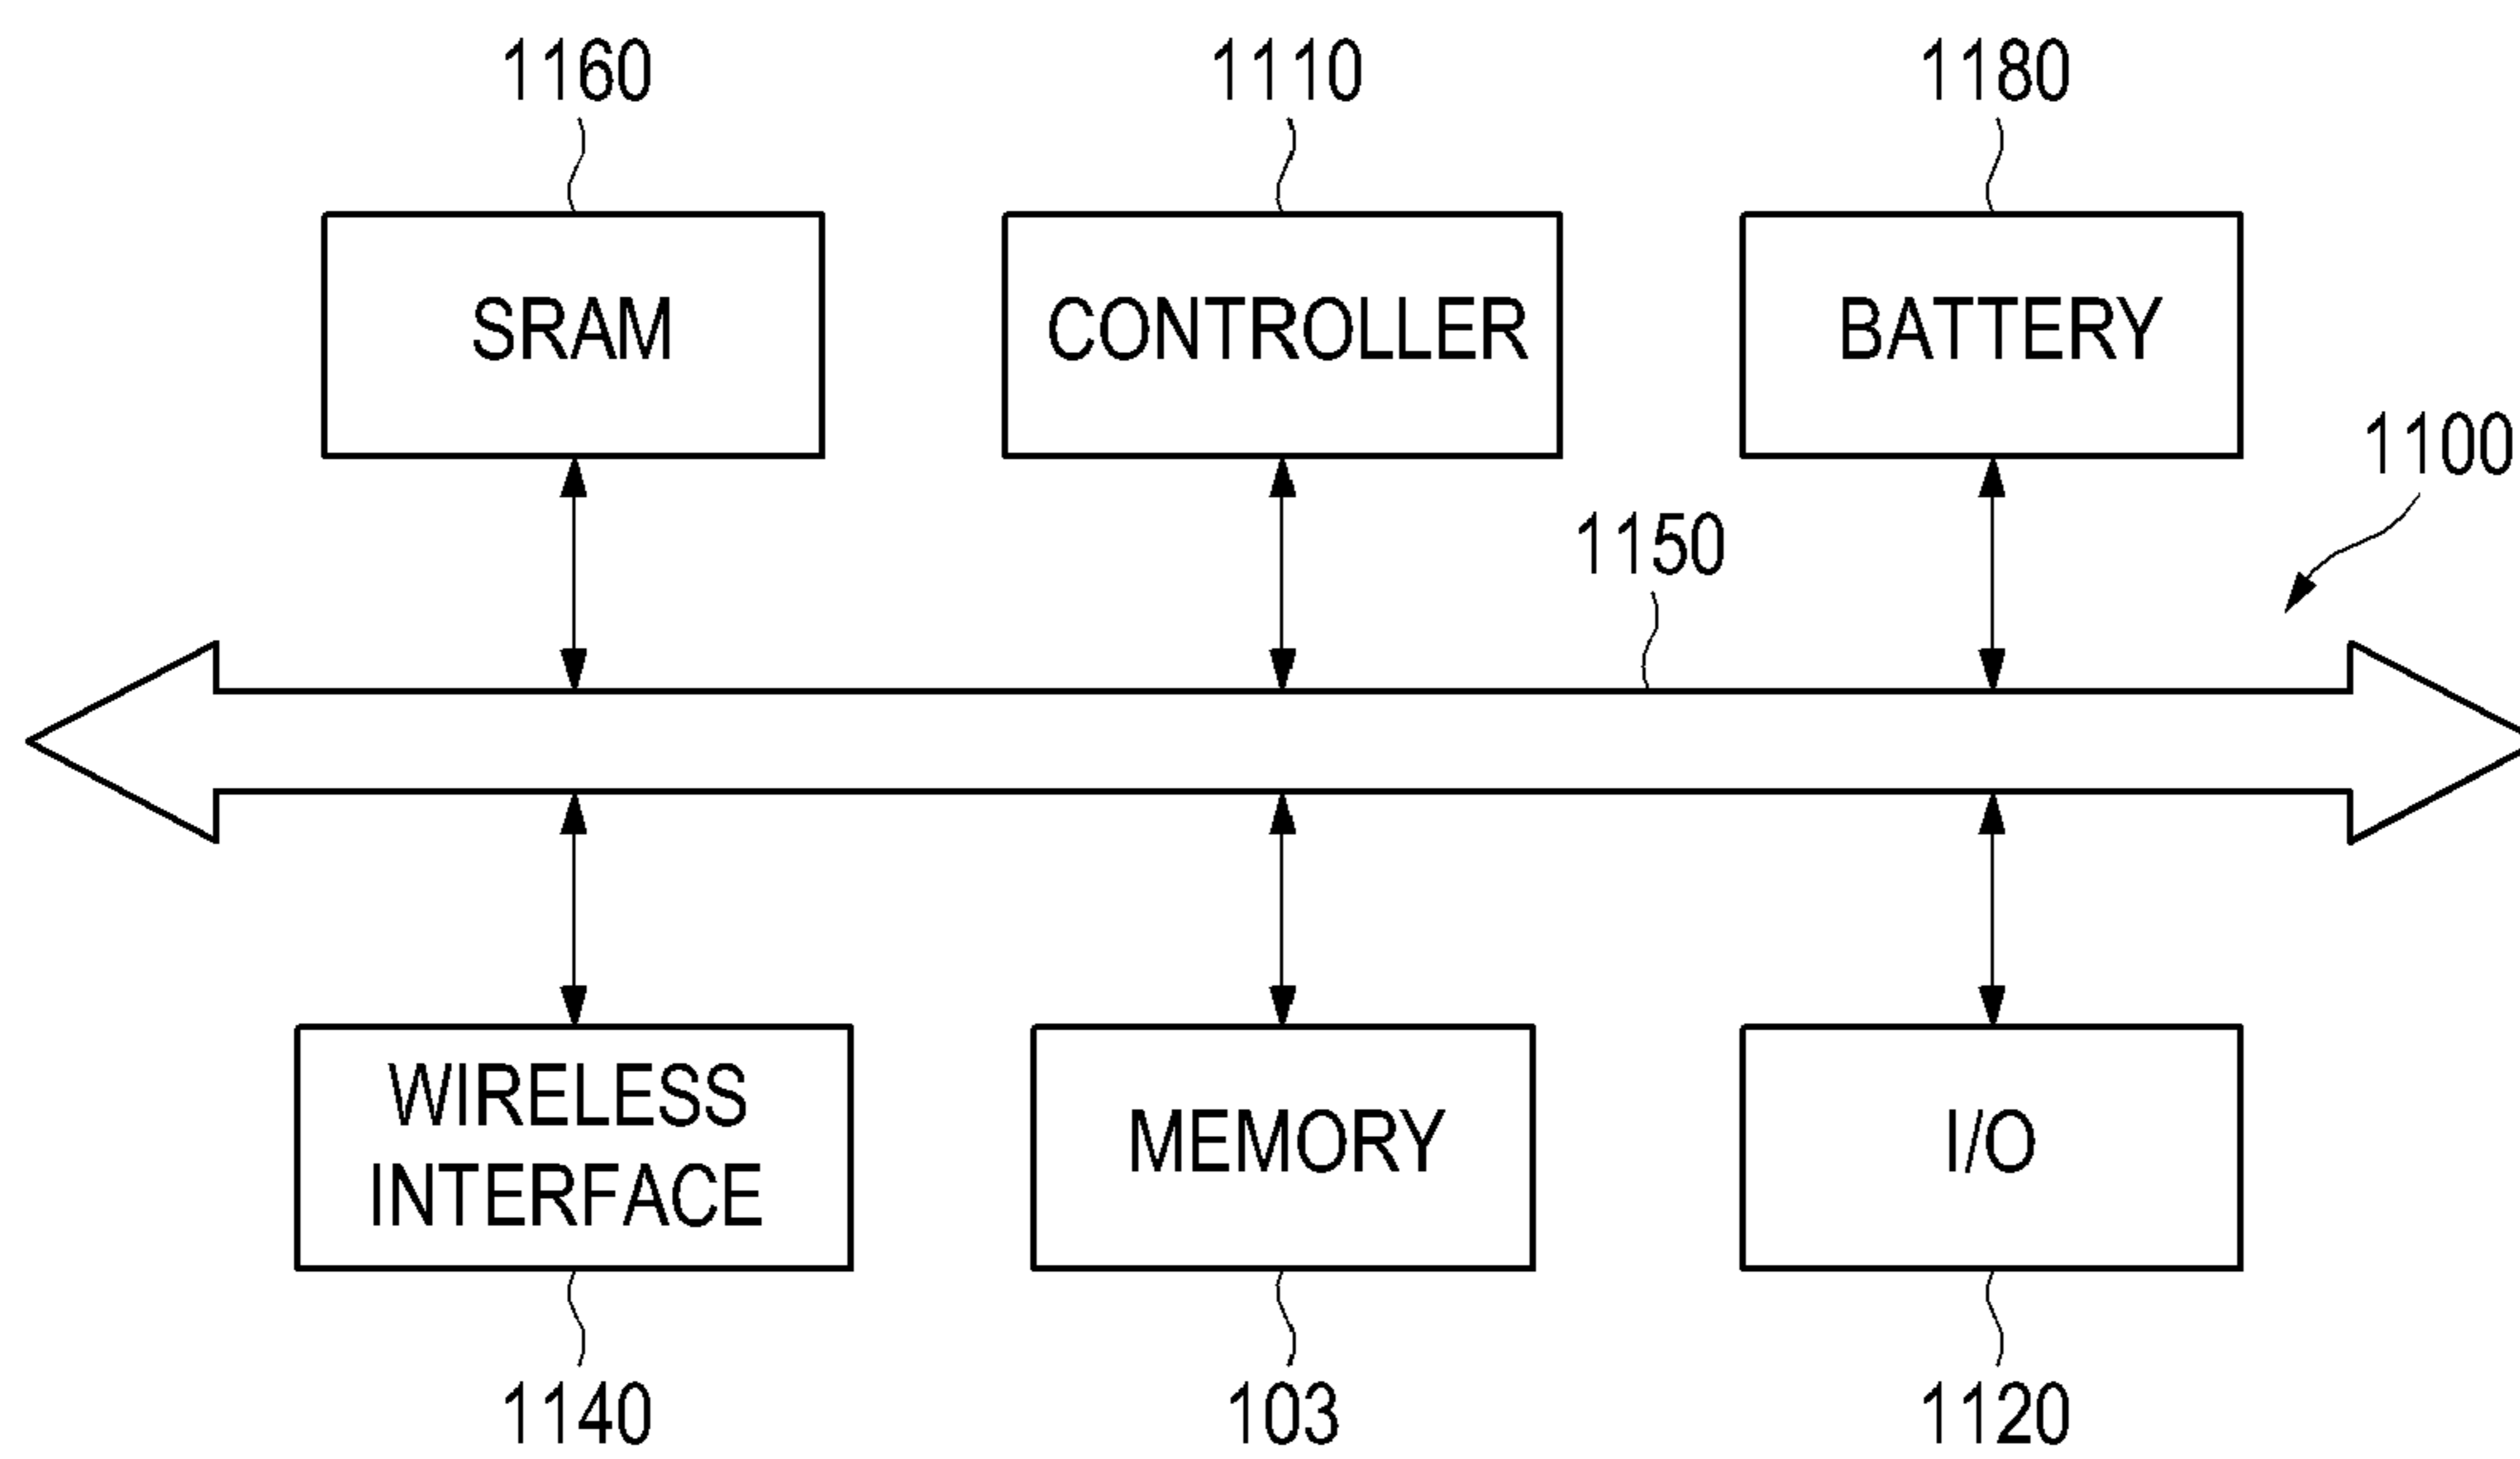 1160
1110
1180
SRAM
CONTROLLER
BATTERY
1100
1150
WIRELESS
INTERFACE
MEMORY
I/O
1140
103
1120